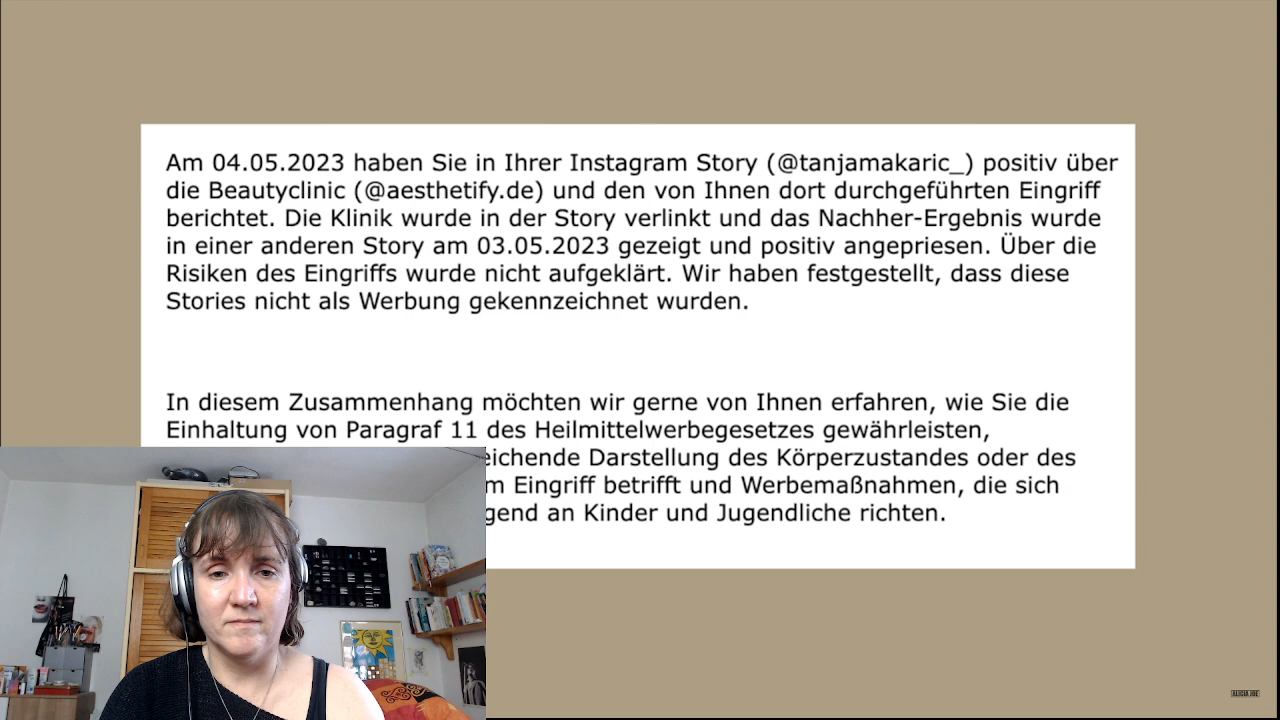 Am 04.05.2023 haben Sie in Ihrer Instagram Story (@tanjamakaric_) positiv über
die Beautyclinic (@aesthetify.de) und den von Ihnen dort durchgeführten Eingriff
berichtet. Die Klinik wurde in der Story verlinkt und das Nachher-Ergebnis wurde
in einer anderen Story am 03.05.2023 gezeigt und positiv angepriesen. Über die
Risiken des Eingriffs wurde nicht aufgeklärt. Wir haben festgestellt, dass diese
Stories nicht als Werbung gekennzeichnet wurden.
In diesem Zusammenhang möchten wir gerne von Ihnen erfahren, wie Sie die
Einhaltung von Paragraf 11 des Heilmittelwerbegesetzes gewährleisten,
eichende Darstellung des Körperzustandes oder des
m Eingriff betrifft und Werbemaßnahmen, die sich
gend an Kinder und Jugendliche richten.
ALICIA JOE